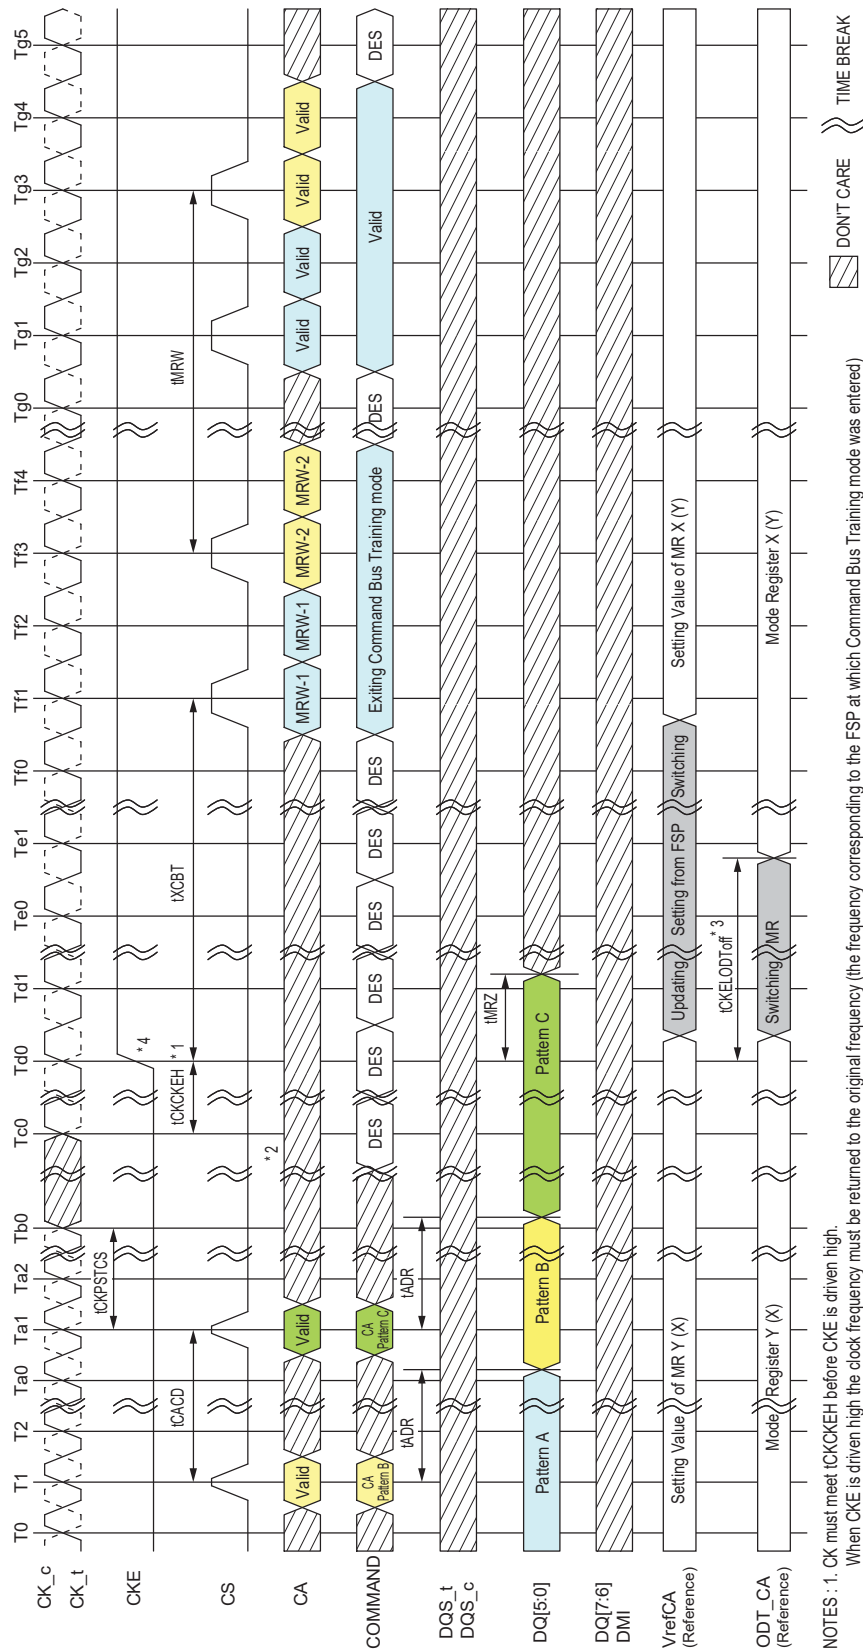 T0 T1 T2 Ta0 Ta1 Ta2 Tb0 Tc0 Td0 Td1 Te0 Te1 Tf0 Tf1 Tf2 Tf3 Tf4 Tg0 Tg1 Tg2 Tg3 Tg4 Tg5
CK_c
CK_t
tCKPSTCS
CKE
*4
tCACD
tCKCKEH *1
tXCBT
tMRW
CS
*2
CA
Valid Valid MRW-1 MRW-1 MRW-2 MRW-2 Valid Valid Valid Valid
COMMAND
CA Pattern B
CA Pattern C
DES DES DES DES DES DES Exiting Command Bus Training mode DES Valid DES
tADR tADR
DQS_t
DQS_c
tMRZ
DQ[5:0]
Pattern A Pattern B Pattern C
DQ[7:6]
DMI
VrefCA
(Reference)
Setting Value of MR Y (X) Updating Setting from FSP Switching Setting Value of MR X (Y)
tCKELODToff *3
ODT_CA
(Reference)
Mode Register Y (X) Switching MR Mode Register X (Y)
NOTES : 1. CK must meet tCKCKEH before CKE is driven high.
When CKE is driven high the clock frequency must be returned to the original frequency (the frequency corresponding to the FSP at which Command Bus Training mode was entered)
DON'T CARE
TIME BREAK